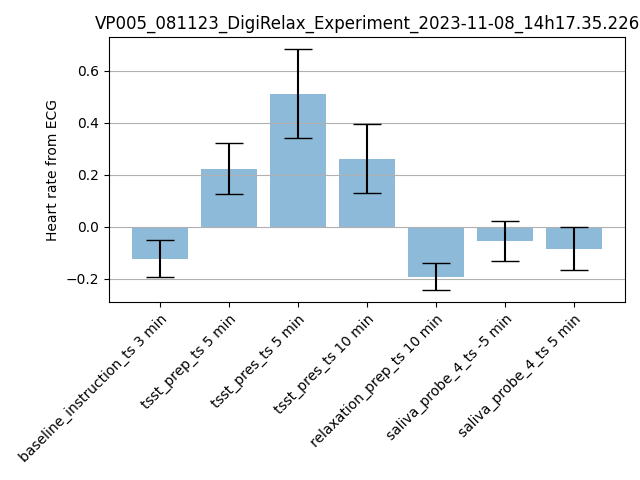 VP005_081123_DigiRelax_Experiment_2023-11-08_14h17.35.226
Heart rate from ECG
0.6
0.4
0.2
0.0
−0.2
baseline_instruction_ts 3 min
tsst_prep_ts 5 min
tsst_pres_ts 5 min
tsst_pres_ts 10 min
relaxation_prep_ts 10 min
saliva_probe_4_ts -5 min
saliva_probe_4_ts 5 min